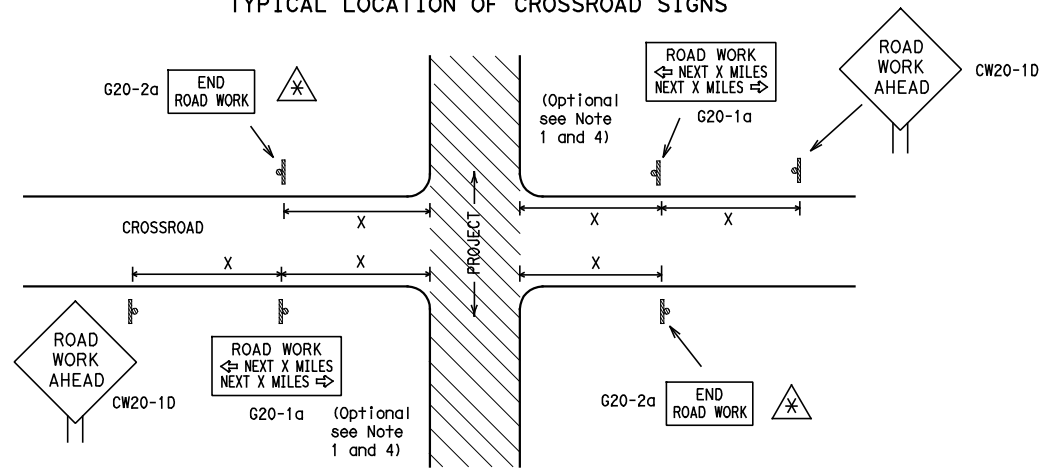 TYPICAL LOCATION OF CROSSROAD SIGNS
ROAD
WORK
AHEAD
CW20-1D
ROAD WORK
⇦ NEXT X MILES
NEXT X MILES ⇨
G20-1a
(Optional
see Note
1 and 4)
G20-2a
END
ROAD WORK
*
X
X
X
CROSSROAD
PROJECT
X
X
X
ROAD
WORK
AHEAD
CW20-1D
ROAD WORK
⇦ NEXT X MILES
NEXT X MILES ⇨
G20-1a
(Optional
see Note
1 and 4)
G20-2a
END
ROAD WORK
*